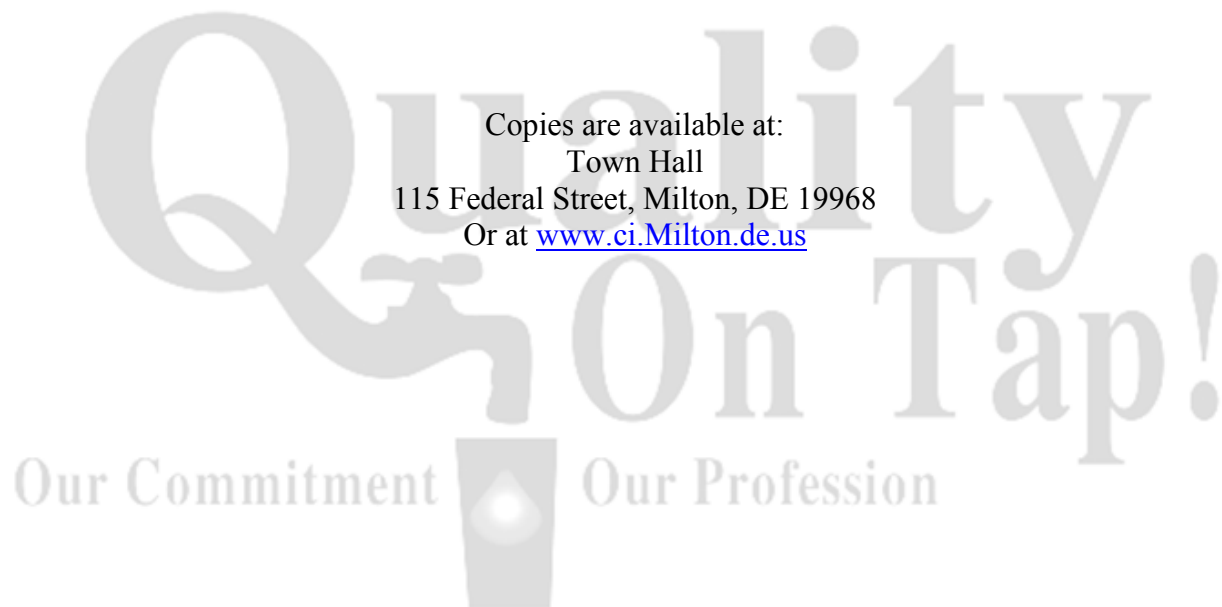 Quality
Copies are available at:
Town Hall
115 Federal Street, Milton, DE 19968
Or at www.ci.Milton.de.us
On Tap!
Our Commitment Our Profession